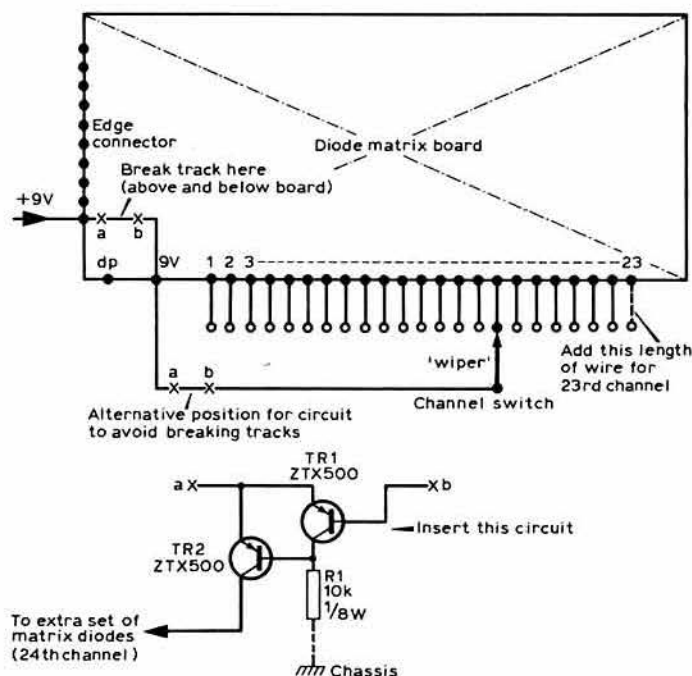 Edge
connector
Diode matrix board
Break track here
(above and below board)
+9V
a b
dp 9V 1 2 3 23
'wiper'
Add this length
of wire for
23rd channel
a b
Channel switch
Alternative position for circuit
to avoid breaking tracks
TR1
ZTX500
a b
Insert this circuit
TR2
ZTX500
R1
10k
1/8W
To extra set of
matrix diodes
(24th channel)
Chassis